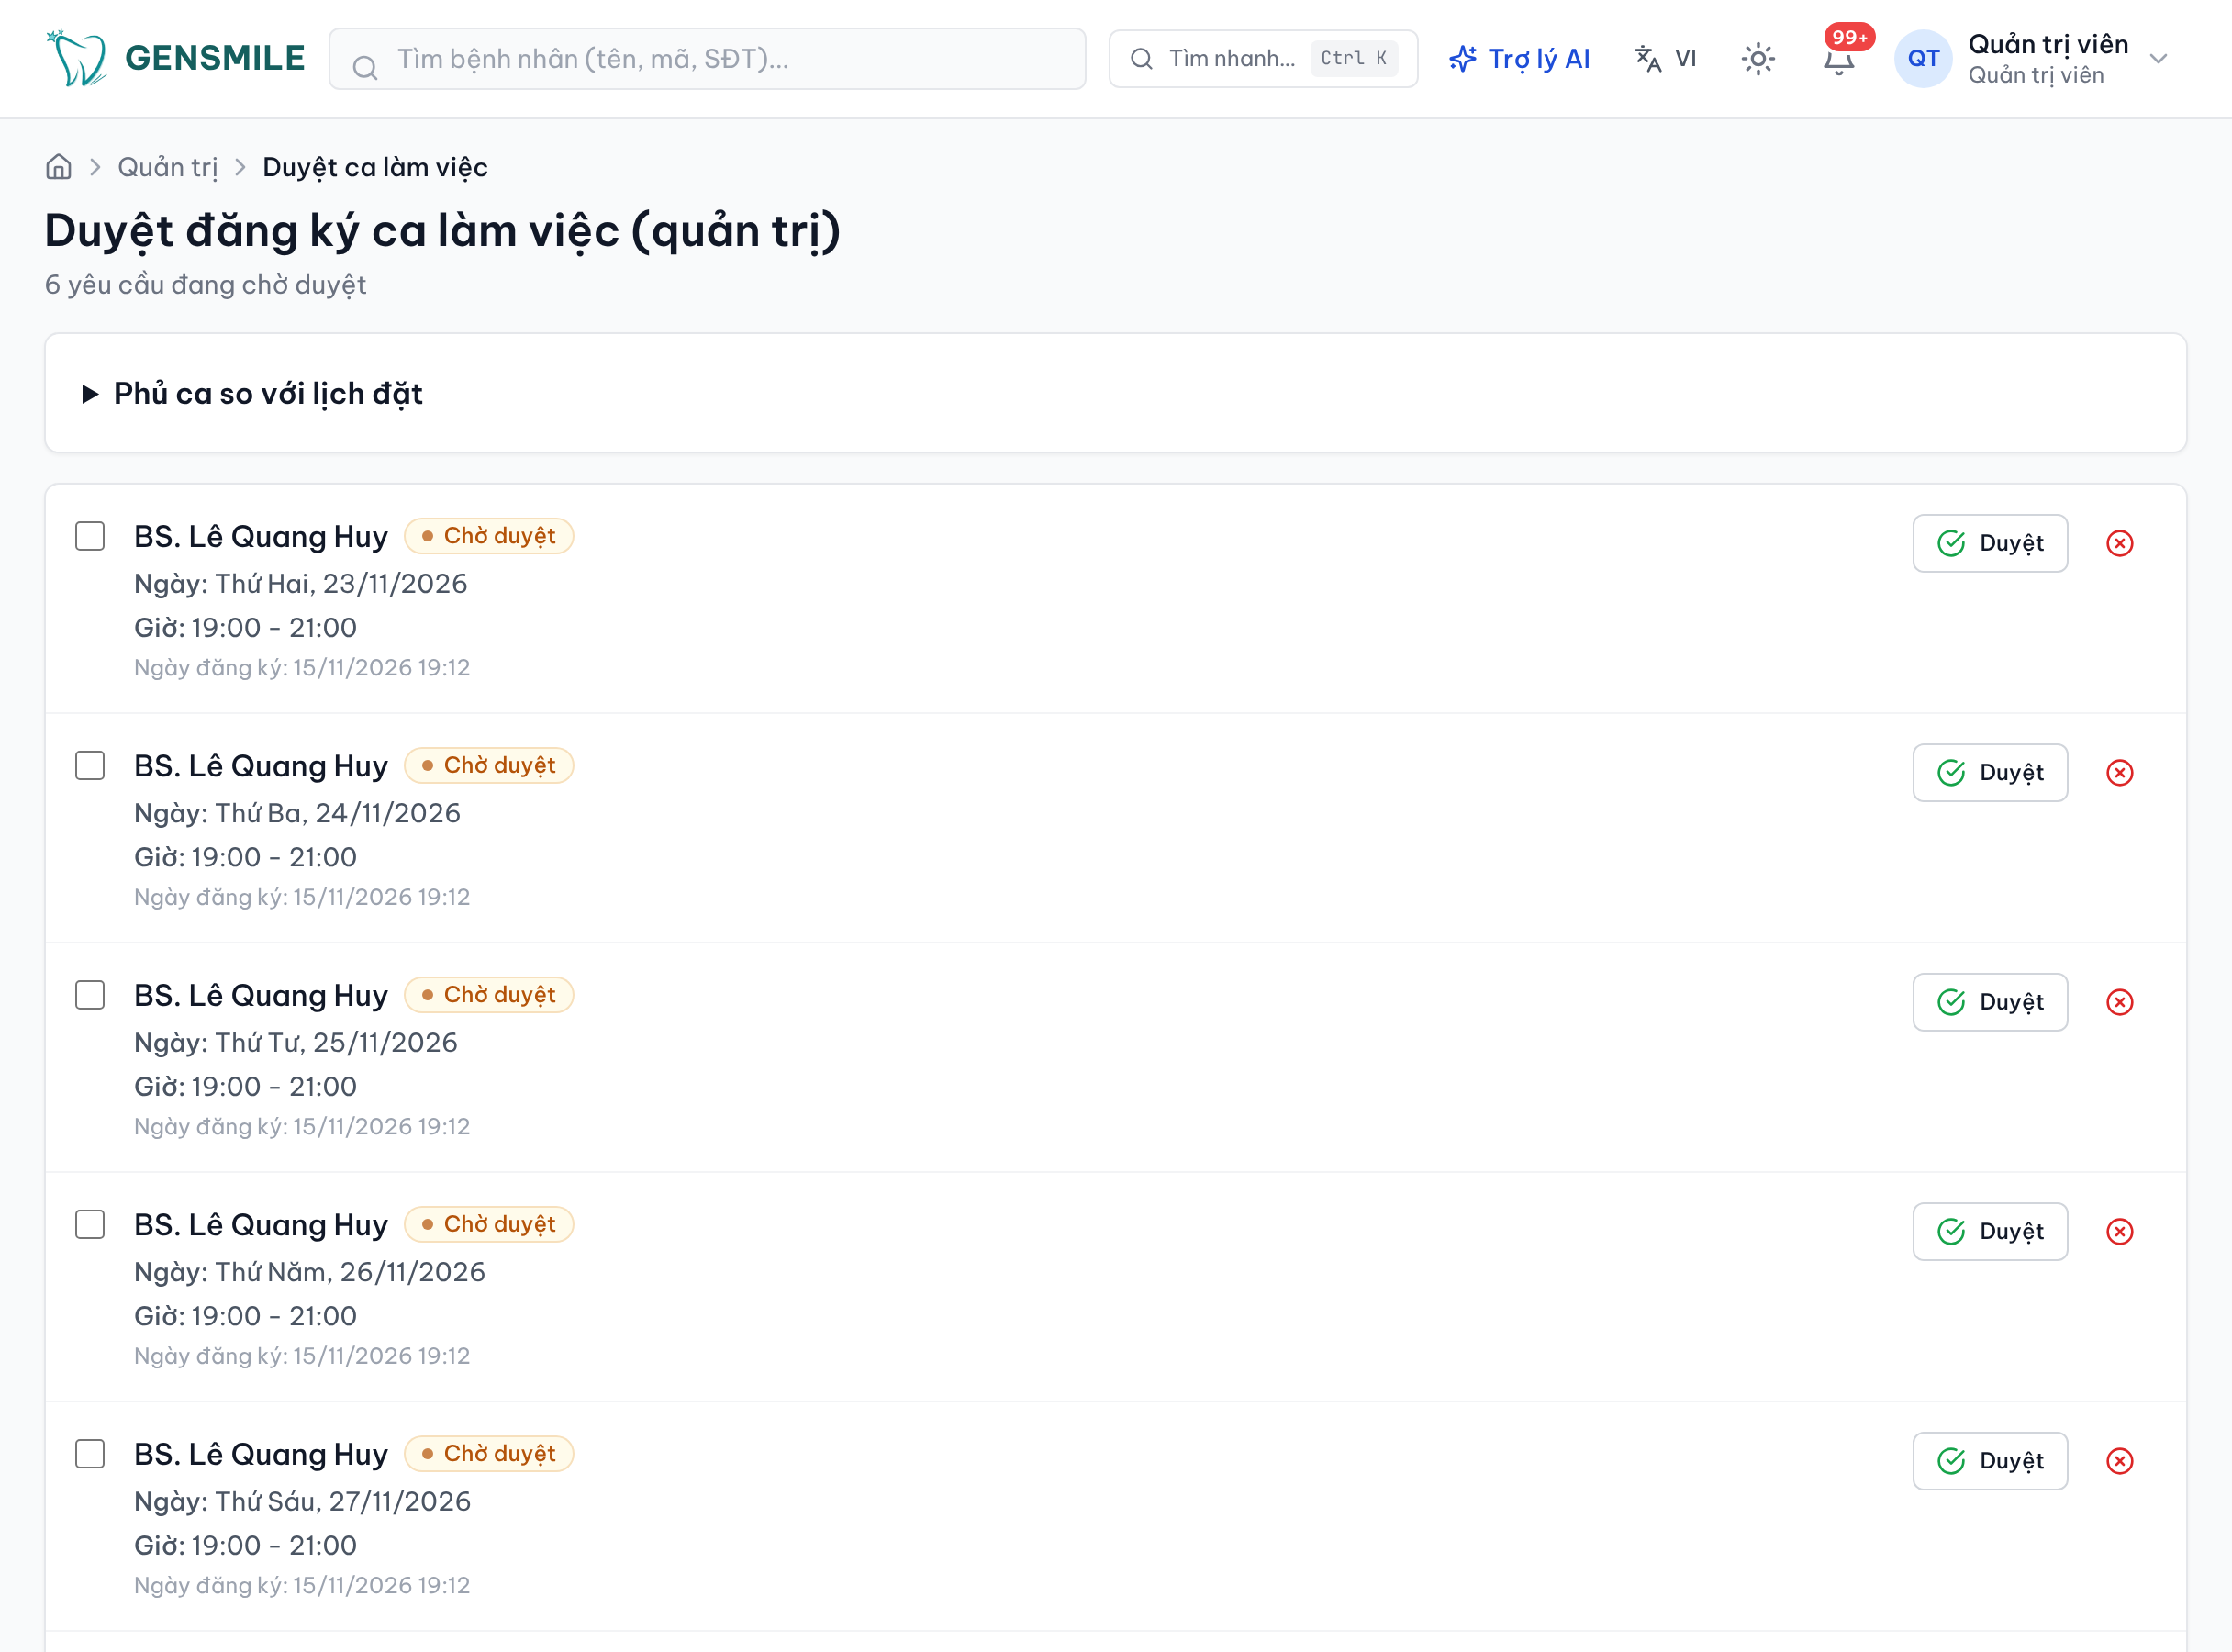 GENSMILE
Tìm bệnh nhân (tên, mã, SĐT)...
Tìm nhanh... Ctrl K
Trợ lý AI
VI
99+
QT
Quản trị viên
Quản trị viên
Quản trị > Duyệt ca làm việc
Duyệt đăng ký ca làm việc (quản trị)
6 yêu cầu đang chờ duyệt
Phủ ca so với lịch đặt
BS. Lê Quang Huy Chờ duyệt Duyệt
Ngày: Thứ Hai, 23/11/2026
Giờ: 19:00 - 21:00
Ngày đăng ký: 15/11/2026 19:12
BS. Lê Quang Huy Chờ duyệt Duyệt
Ngày: Thứ Ba, 24/11/2026
Giờ: 19:00 - 21:00
Ngày đăng ký: 15/11/2026 19:12
BS. Lê Quang Huy Chờ duyệt Duyệt
Ngày: Thứ Tư, 25/11/2026
Giờ: 19:00 - 21:00
Ngày đăng ký: 15/11/2026 19:12
BS. Lê Quang Huy Chờ duyệt Duyệt
Ngày: Thứ Năm, 26/11/2026
Giờ: 19:00 - 21:00
Ngày đăng ký: 15/11/2026 19:12
BS. Lê Quang Huy Chờ duyệt Duyệt
Ngày: Thứ Sáu, 27/11/2026
Giờ: 19:00 - 21:00
Ngày đăng ký: 15/11/2026 19:12